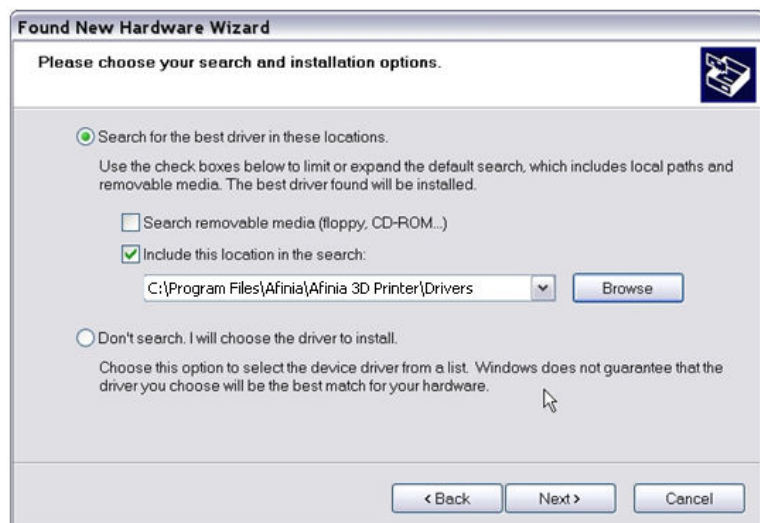 Found New Hardware Wizard
Please choose your search and installation options.
Search for the best driver in these locations.
Use the check boxes below to limit or expand the default search, which includes local paths and
removable media. The best driver found will be installed.
Search removable media (floppy, CD-ROM...)
Include this location in the search:
C:\Program Files\Afinia\Afinia 3D Printer\Drivers
Browse
Don't search. I will choose the driver to install.
Choose this option to select the device driver from a list. Windows does not guarantee that the
driver you choose will be the best match for your hardware.
< Back Next > Cancel